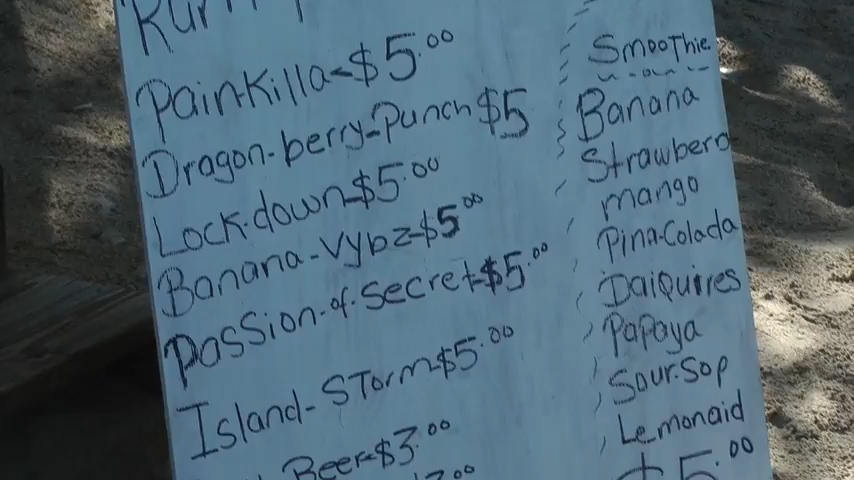 Painkilla-$5.00
Dragon-berry-Punch $5
Lock-down-$5.00
Banana-Vybz-$5.00
Passion-of-Secret-$5.00
Island-Storm-$5.00
Beer-$3.00
Smoothie
Banana
Strawbero
mango
Pina-Colada
Daiquires
Papaya
Sour-Sop
Lemonaid
$5.00